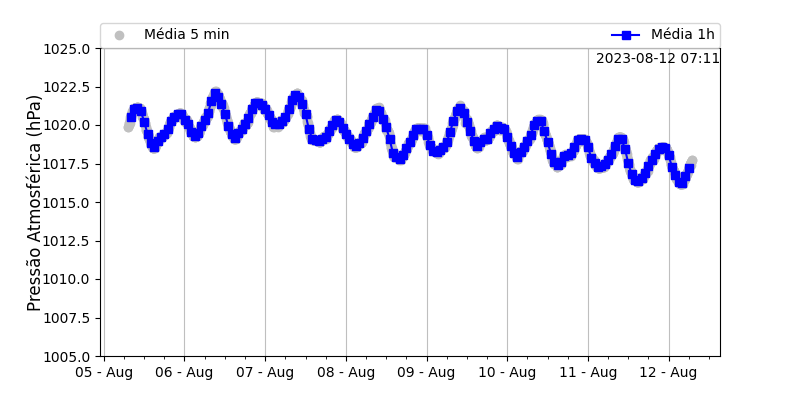 Média 5 min
Média 1h
2023-08-12 07:11
Pressão Atmosférica (hPa)
1025.0
1022.5
1020.0
1017.5
1015.0
1012.5
1010.0
1007.5
1005.0
05 - Aug 06 - Aug 07 - Aug 08 - Aug 09 - Aug 10 - Aug 11 - Aug 12 - Aug